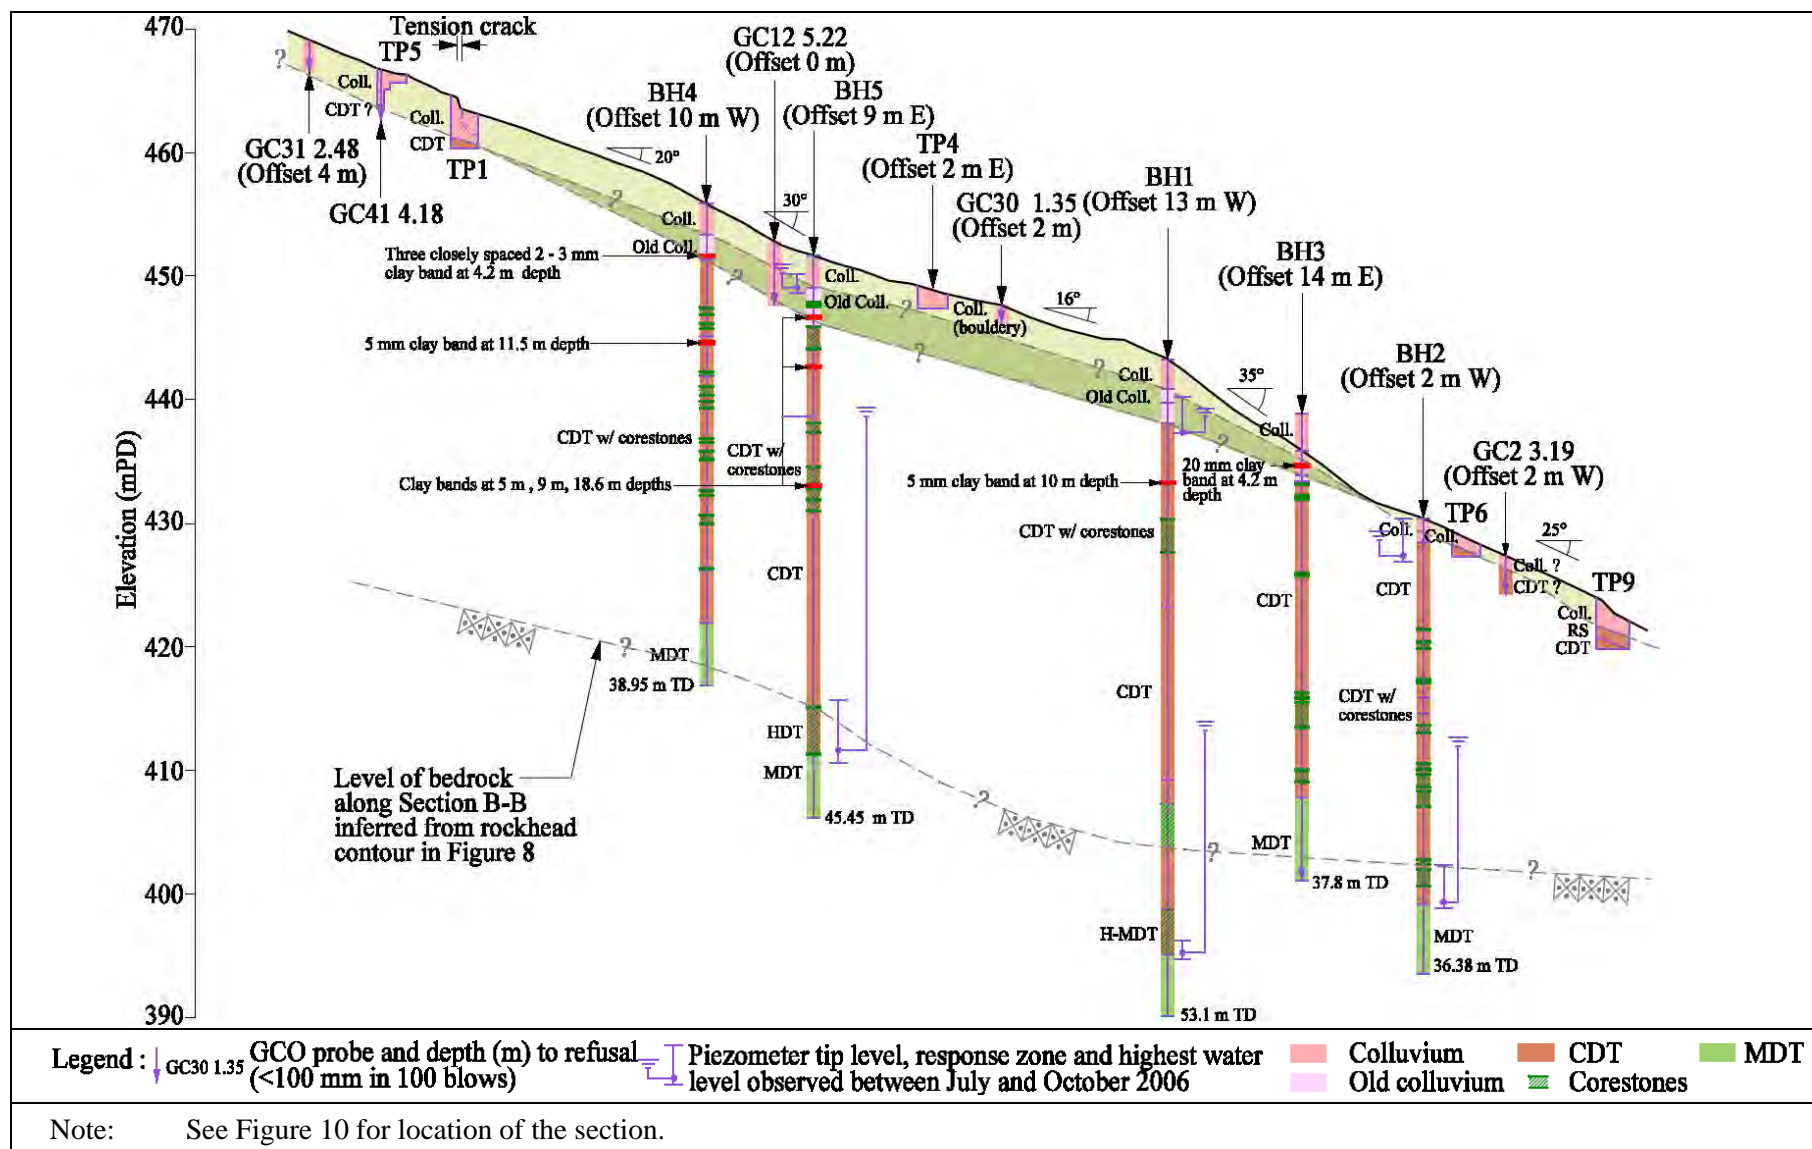 470
460
450
440
430
420
410
400
390
Elevation (mPD)
Tension crack
?
TP5
Coll.
CDT ?
Coll.
CDT
TP1
GC31 2.48
(Offset 4 m)
GC41 4.18
20°
?
BH4
(Offset 10 m W)
GC12 5.22
(Offset 0 m)
BH5
(Offset 9 m E)
30°
TP4
(Offset 2 m E)
GC30 1.35
(Offset 2 m)
BH1
(Offset 13 m W)
BH3
(Offset 14 m E)
BH2
(Offset 2 m W)
GC2 3.19
(Offset 2 m W)
TP6
TP9
16°
35°
25°
Coll.
Old Coll.
?
Three closely spaced 2 - 3 mm
clay band at 4.2 m depth
5 mm clay band at 11.5 m depth
CDT w/ corestones
Clay bands at 5 m , 9 m, 18.6 m depths
MDT
38.95 m TD
Coll.
Old Coll.
?
?
CDT w/
corestones
CDT
HDT
MDT
45.45 m TD
Coll.
(bouldery)
?
Coll.
Old Coll.
?
5 mm clay band at 10 m depth
CDT w/ corestones
CDT
H-MDT
53.1 m TD
Coll.
20 mm clay
band at 4.2 m
depth
CDT
MDT
37.8 m TD
Coll.
Coll.
CDT
CDT w/
corestones
MDT
36.38 m TD
Coll. ?
CDT ?
Coll.
RS
CDT
?
?
?
?
Level of bedrock
along Section B-B
inferred from rockhead
contour in Figure 8
Legend :
GC30 1.35
GCO probe and depth (m) to refusal
(<100 mm in 100 blows)
Piezometer tip level, response zone and highest water
level observed between July and October 2006
Colluvium
Old colluvium
CDT
Corestones
MDT
Note: See Figure 10 for location of the section.